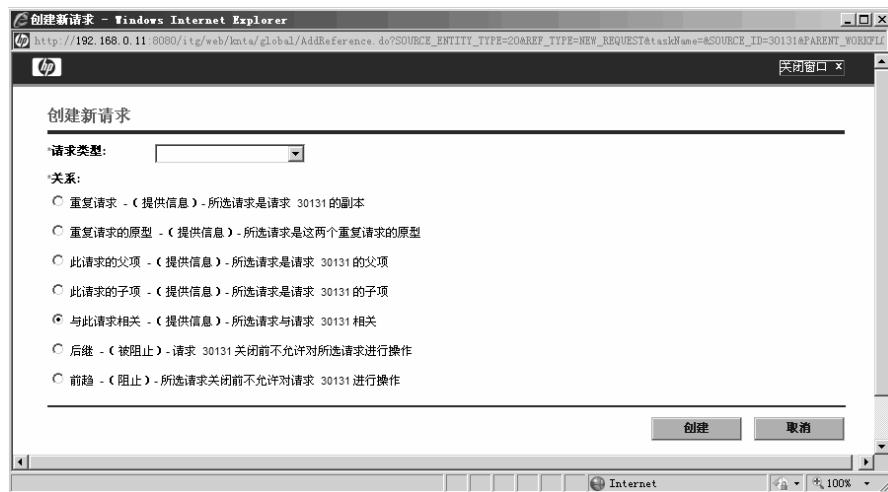 创建新请求 - Windows Internet Explorer
http://192.168.0.11:8080/itg/web/knta/global/AddReference.do?SOURCE_ENTITY_TYPE=20&REF_TYPE=NEW_REQUEST&taskName=&SOURCE_ID=30131&PARENT_WORKFL
hp
关闭窗口 x
创建新请求
*请求类型:
*关系:
重复请求 - ( 提供信息 ) - 所选请求是请求 30131 的副本
重复请求的原型 - ( 提供信息 ) - 所选请求是这两个重复请求的原型
此请求的父项 - ( 提供信息 ) - 所选请求是请求 30131 的父项
此请求的子项 - ( 提供信息 ) - 所选请求是请求 30131 的子项
与此请求相关 - ( 提供信息 ) - 所选请求与请求 30131 相关
后继 - ( 被阻止 ) - 请求 30131 关闭前不允许对所选请求进行操作
前趋 - ( 阻止 ) - 所选请求关闭前不允许对请求 30131 进行操作
创建 取消
Internet 100%